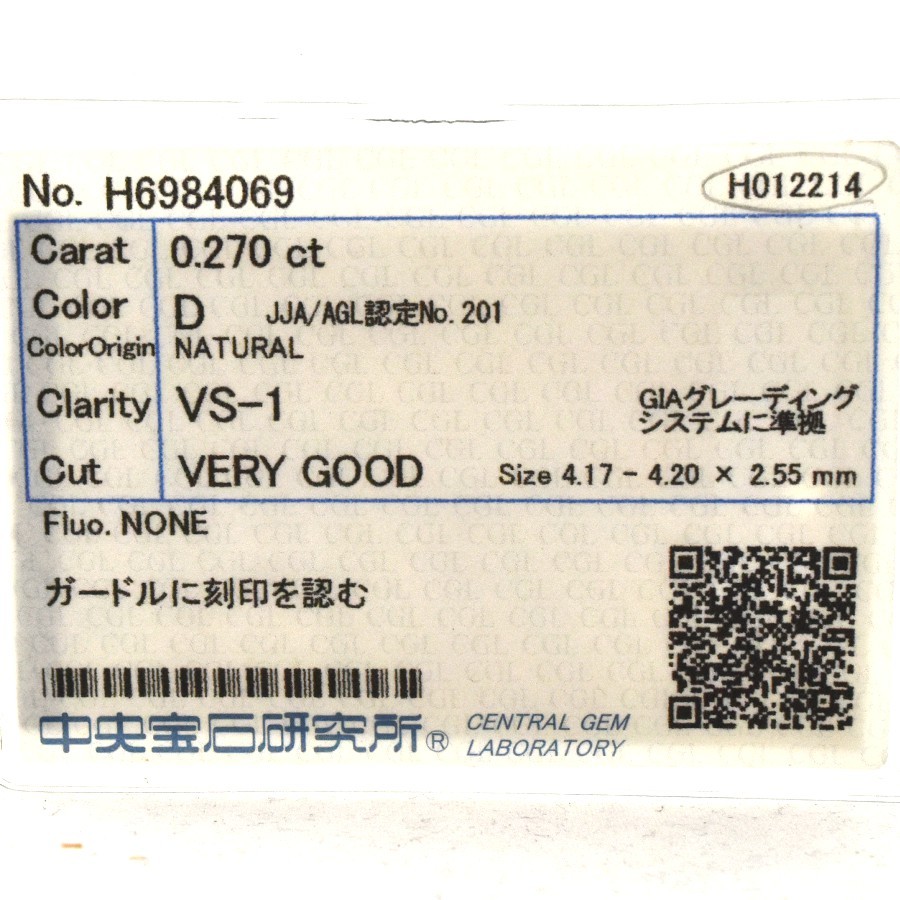 No. H6984069
H012214
Carat 0.270 ct
Color D JJA/AGL認定No. 201
ColorOrigin NATURAL
Clarity VS-1
GIAグレーディング
システムに準拠
Cut VERY GOOD Size 4.17 - 4.20 × 2.55 mm
Fluo. NONE
ガードルに刻印を認む
中央宝石研究所® CENTRAL GEM
LABORATORY